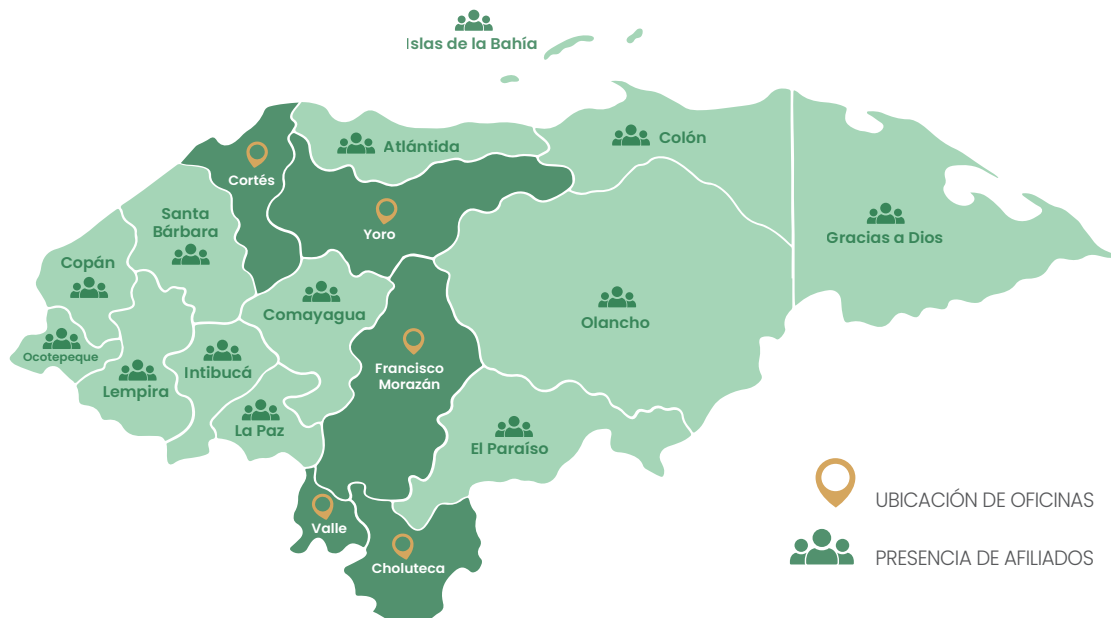 Islas de la Bahía
Atlántida
Colón
Cortés
Santa
Bárbara
Yoro
Gracias a Dios
Copán
Comayagua
Olancho
Ocotepeque
Intibucá
Francisco
Morazán
Lempira
La Paz
El Paraíso
Valle
Choluteca
UBICACIÓN DE OFICINAS
PRESENCIA DE AFILIADOS